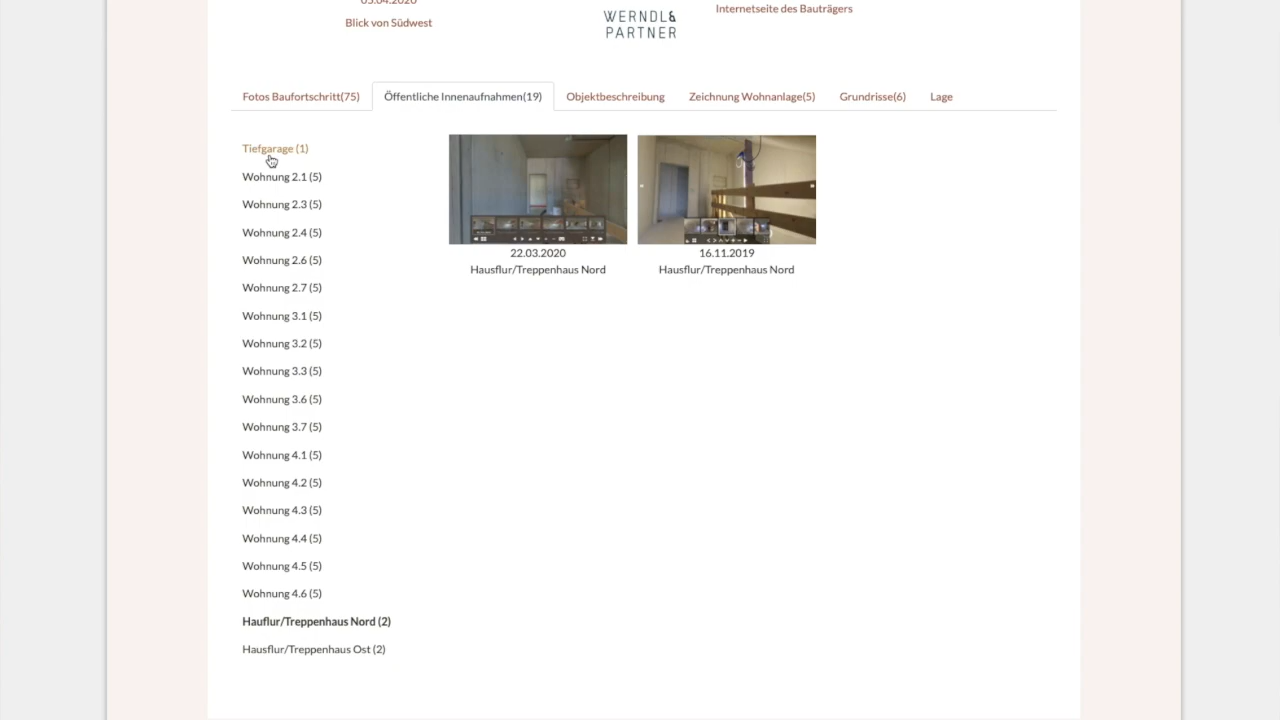 05.04.2020
Blick von Südwest
WERNDL&
PARTNER
Internetseite des Bauträgers
Fotos Baufortschritt(75)
Öffentliche Innenaufnahmen(19)
Objektbeschreibung
Zeichnung Wohnanlage(5)
Grundrisse(6)
Lage
Tiefgarage (1)
Wohnung 2.1 (5)
Wohnung 2.3 (5)
Wohnung 2.4 (5)
Wohnung 2.6 (5)
Wohnung 2.7 (5)
Wohnung 3.1 (5)
Wohnung 3.2 (5)
Wohnung 3.3 (5)
Wohnung 3.6 (5)
Wohnung 3.7 (5)
Wohnung 4.1 (5)
Wohnung 4.2 (5)
Wohnung 4.3 (5)
Wohnung 4.4 (5)
Wohnung 4.5 (5)
Wohnung 4.6 (5)
Hauflur/Treppenhaus Nord (2)
Hausflur/Treppenhaus Ost (2)
22.03.2020
Hausflur/Treppenhaus Nord
16.11.2019
Hausflur/Treppenhaus Nord